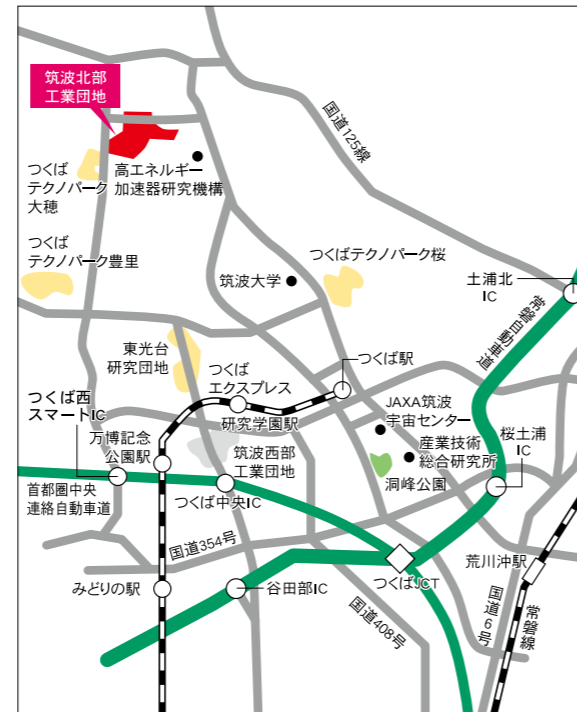 筑波北部
工業団地
国道125線
つくば
テクノパーク
大穂
高エネルギー
加速器研究機構
つくば
テクノパーク豊里
つくばテクノパーク桜
筑波大学
土浦北
IC
常磐自動車道
東光台
研究団地
つくば
エクスプレス
つくば駅
つくば西
スマートIC
研究学園駅
JAXA筑波
宇宙センター
万博記念
公園駅
筑波西部
工業団地
産業技術
総合研究所
桜土浦
IC
首都圏中央
連絡自動車道
つくば中央IC
洞峰公園
国道354号
つくばJCT
荒川沖駅
みどりの駅
谷田部IC
国道408号
国道6号
常磐線